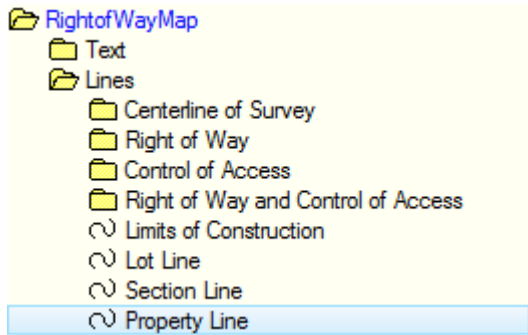 RightofWayMap
Text
Lines
Centerline of Survey
Right of Way
Control of Access
Right of Way and Control of Access
Limits of Construction
Lot Line
Section Line
Property Line